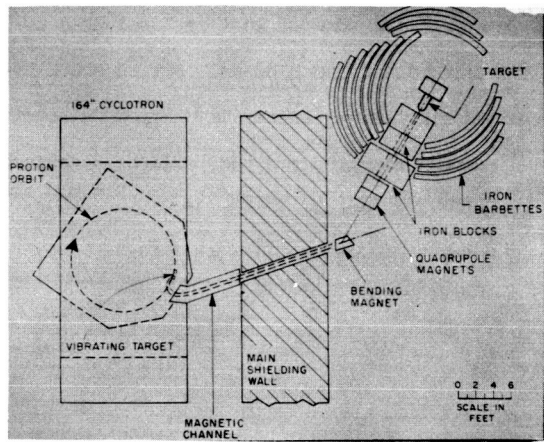 164" CYCLOTRON
PROTON
ORBIT
VIBRATING TARGET
MAGNETIC
CHANNEL
MAIN
SHIELDING
WALL
BENDING
MAGNET
QUADRUPOLE
MAGNETS
IRON BLOCKS
IRON
BARBETTES
TARGET
0 2 4 6
SCALE IN
FEET